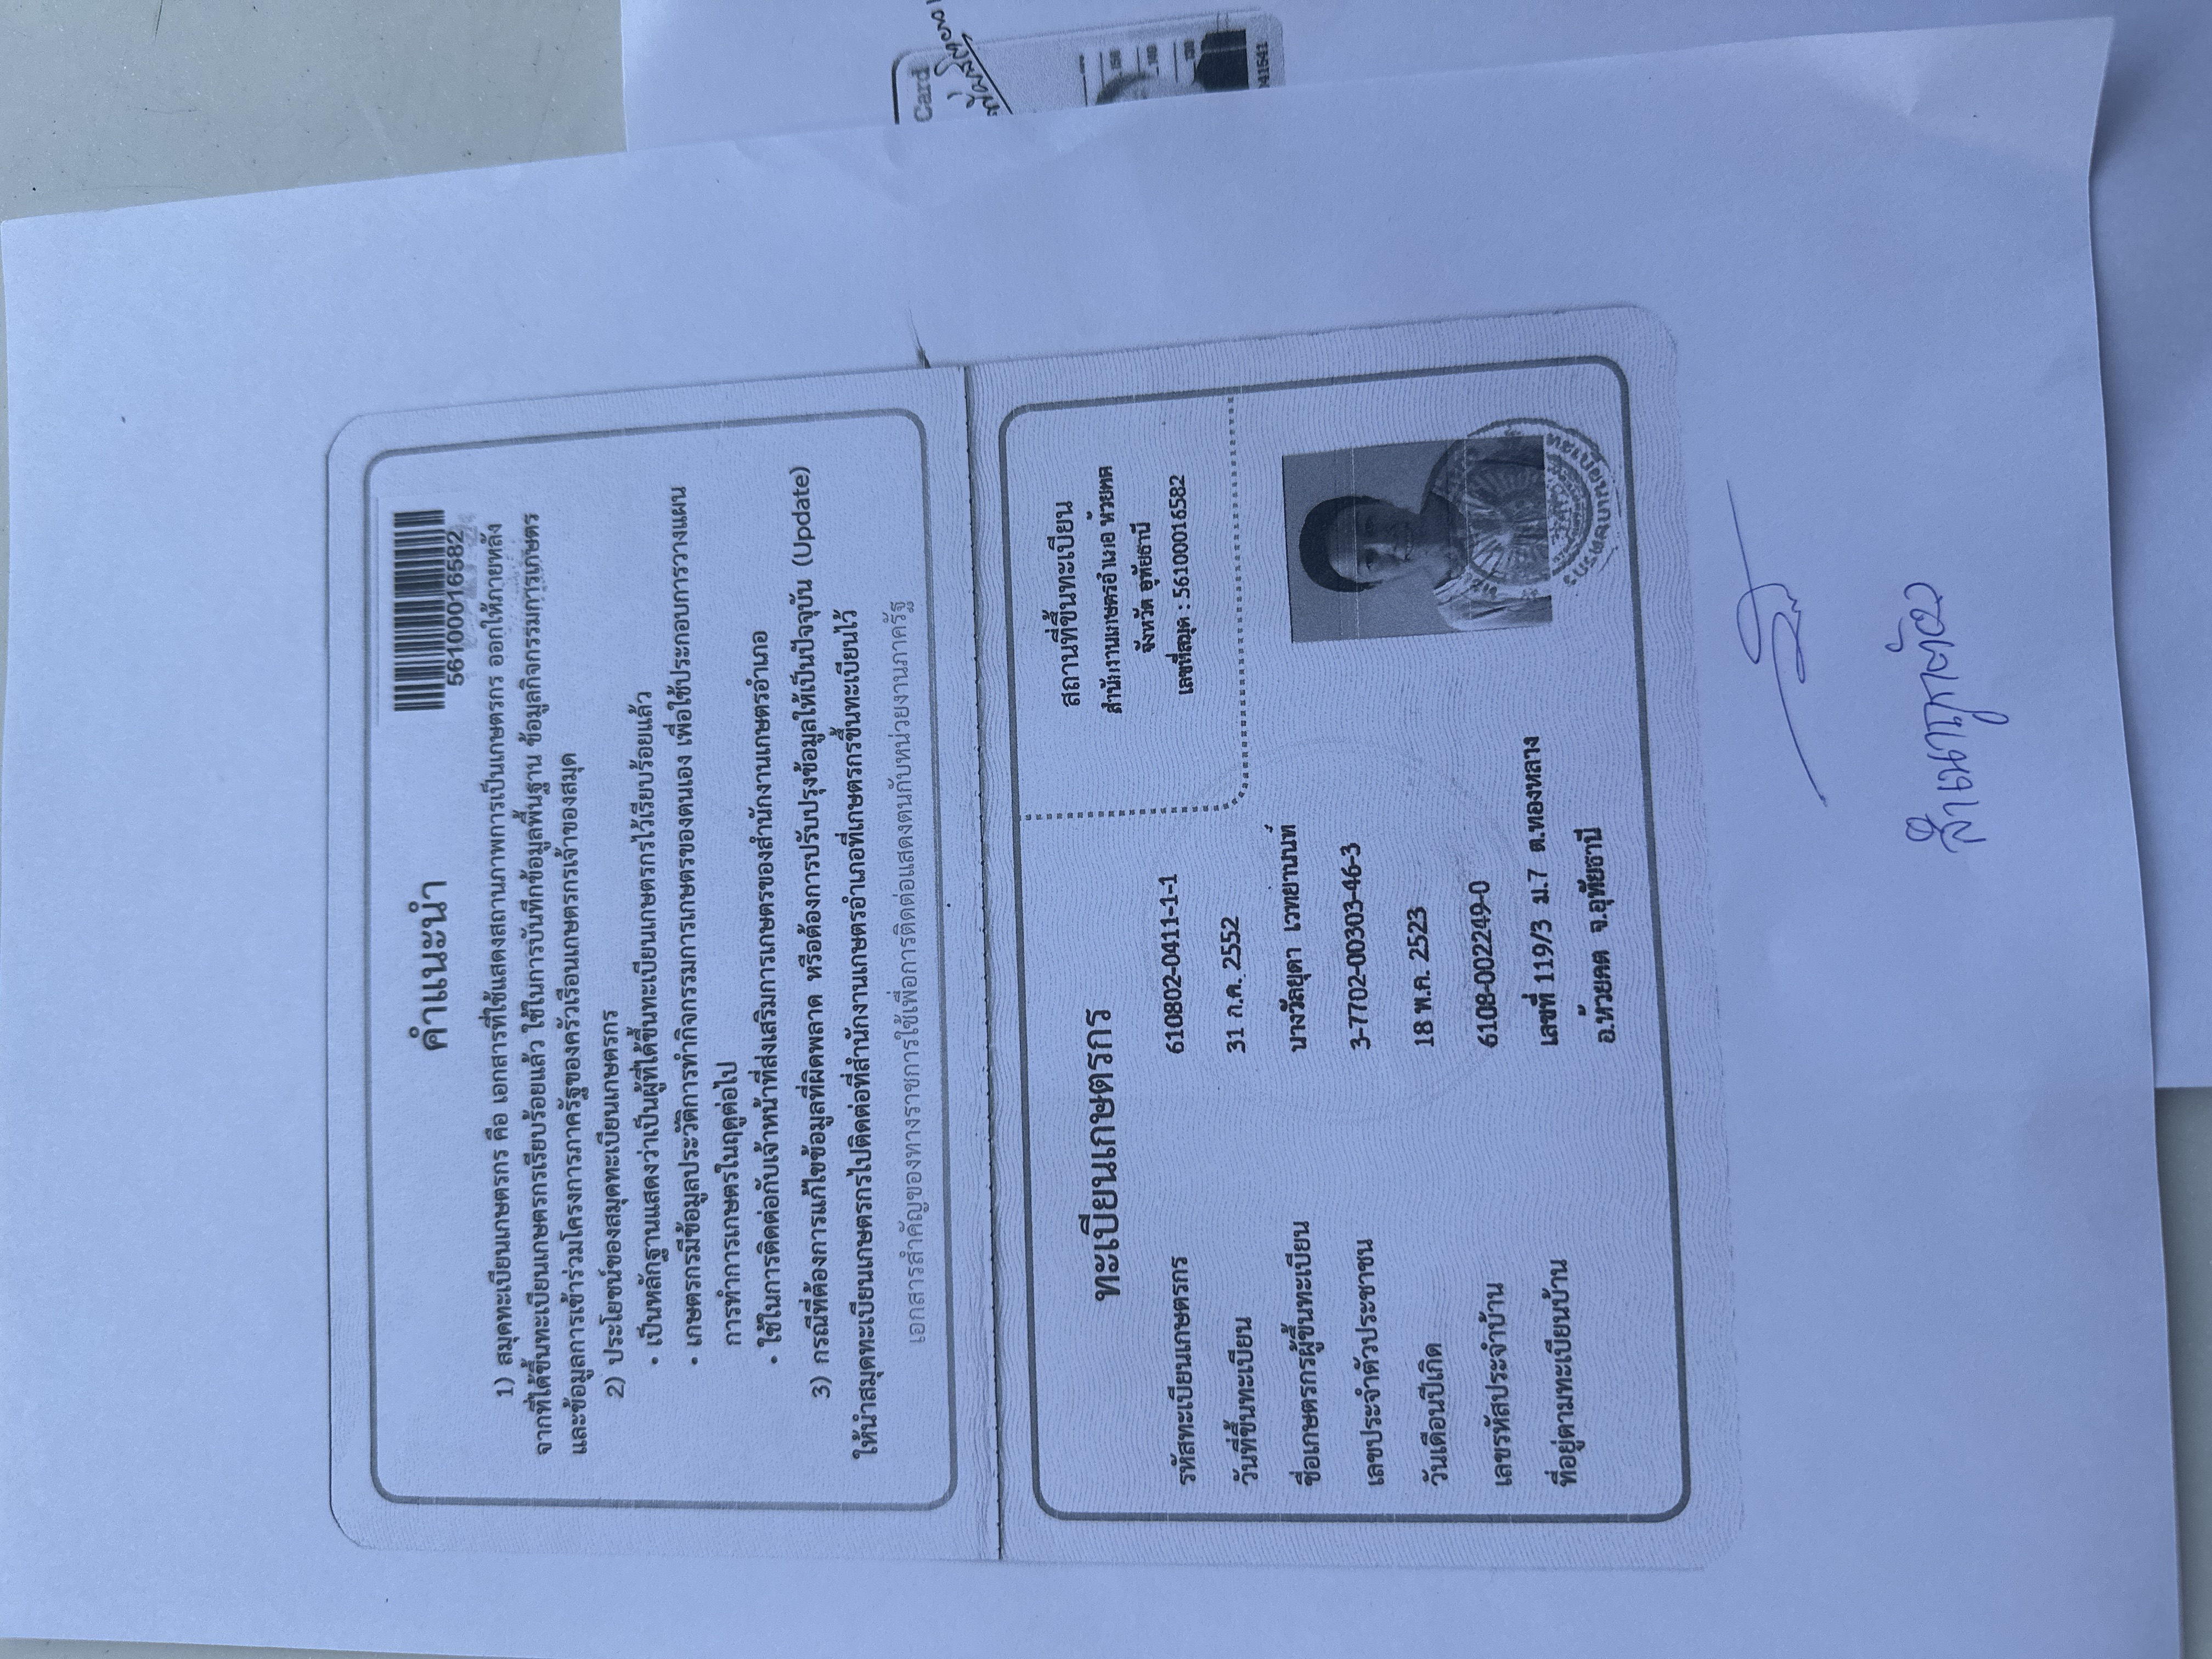 คำแนะนำ
56100016582
1) สมุดทะเบียนเกษตรกร คือ เอกสารที่ใช้แสดงสถานภาพการเป็นเกษตรกร ออกให้ภายหลัง
จากที่ได้ขึ้นทะเบียนเกษตรกรเรียบร้อยแล้ว ใช้ในการบันทึกข้อมูลพื้นฐาน ข้อมูลกิจกรรมการเกษตร
และข้อมูลการเข้าร่วมโครงการภาครัฐของครัวเรือนเกษตรกรเจ้าของสมุด
2) ประโยชน์ของสมุดทะเบียนเกษตรกร
• เป็นหลักฐานแสดงว่าเป็นผู้ที่ได้ขึ้นทะเบียนเกษตรกรไว้เรียบร้อยแล้ว
• เกษตรกรมีข้อมูลประวัติการทำกิจกรรมการเกษตรของตนเอง เพื่อใช้ประกอบการวางแผน
การทำการเกษตรในฤดูต่อไป
• ใช้ในการติดต่อกับเจ้าหน้าที่ส่งเสริมการเกษตรของสำนักงานเกษตรอำเภอ
3) กรณีที่ต้องการแก้ไขข้อมูลที่ผิดพลาด หรือต้องการปรับปรุงข้อมูลให้เป็นปัจจุบัน (Update)
ให้นำสมุดทะเบียนเกษตรกรไปติดต่อที่สำนักงานเกษตรอำเภอที่เกษตรกรขึ้นทะเบียนไว้
เอกสารสำคัญของทางราชการใช้เพื่อการติดต่อแสดงตนกับหน่วยงานภาครัฐ
Card
สถานที่ขึ้นทะเบียน
สำนักงานเกษตรอำเภอ ห้วยคต
จังหวัด อุทัยธานี
เลขที่สมุด : 56100016582
ทะเบียนเกษตรกร
รหัสทะเบียนเกษตรกร 610802-0411-1-1
วันที่ขึ้นทะเบียน 31 ก.ค. 2552
ชื่อเกษตรกรผู้ขึ้นทะเบียน นางวัลยุดา เวทยานนท์
เลขประจำตัวประชาชน 3-7702-00303-46-3
วันเดือนปีเกิด 18 พ.ค. 2523
เลขรหัสประจำบ้าน 6108-002249-0
ที่อยู่ตามทะเบียนบ้าน เลขที่ 119/3 ม.7 ต.ทองหลาง
อ.ห้วยคต จ.อุทัยธานี
150
140
130
41541
สำเนาถูกต้อง